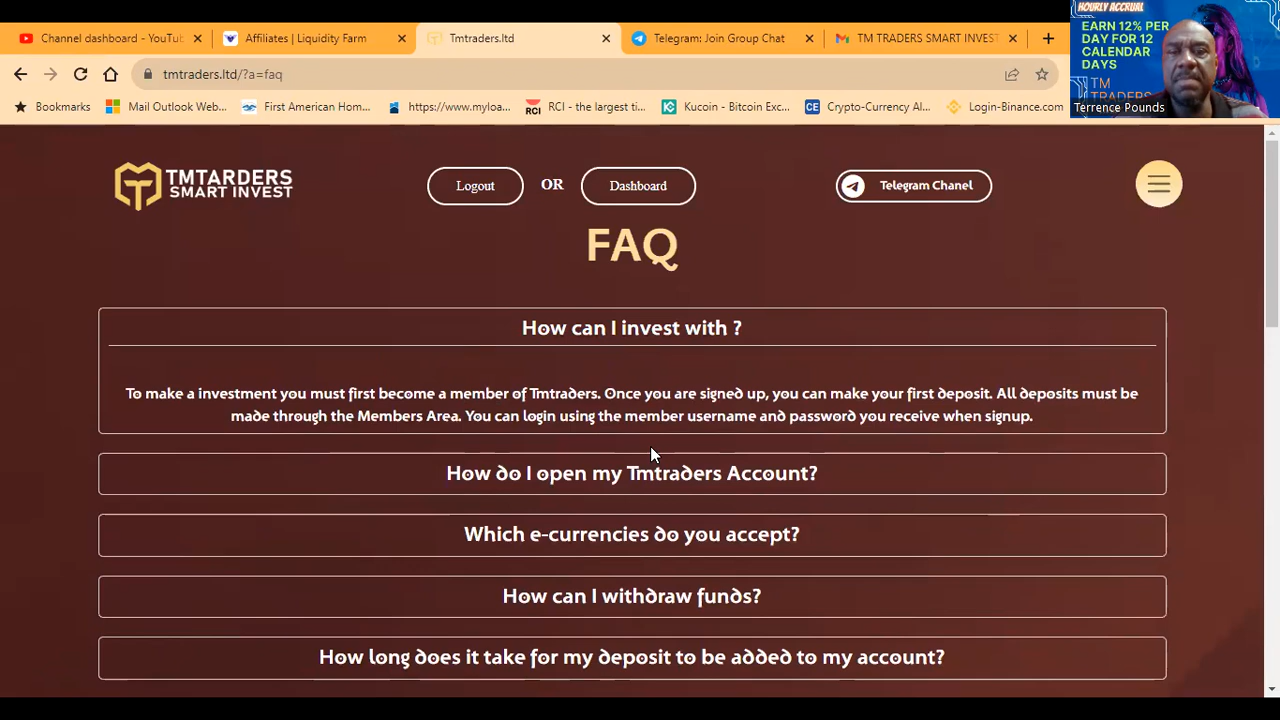 Channel dashboard - YouTu
Affiliates | Liquidity Farm
Tmtraders.ltd
Telegram: Join Group Chat
TM TRADERS SMART INVEST
tmtraders.ltd/?a=faq
Bookmarks
Mail Outlook Web...
First American Hom...
https://www.myloa...
RCI
RCI - the largest ti...
Kucoin - Bitcoin Exc...
CE
Crypto-Currency Al...
Login-Binance.com
HOURLY ACCRUAL
EARN 12% PER
DAY FOR 12
CALENDAR
DAYS
TM
TRADERS
Terrence Pounds
TMTARDERS
SMART INVEST
Logout
OR
Dashboard
Telegram Chanel
FAQ
How can I invest with ?
To make a investment you must first become a member of Tmtraders. Once you are signed up, you can make your first deposit. All deposits must be
made through the Members Area. You can login using the member username and password you receive when signup.
How do I open my Tmtraders Account?
Which e-currencies do you accept?
How can I withdraw funds?
How long does it take for my deposit to be added to my account?